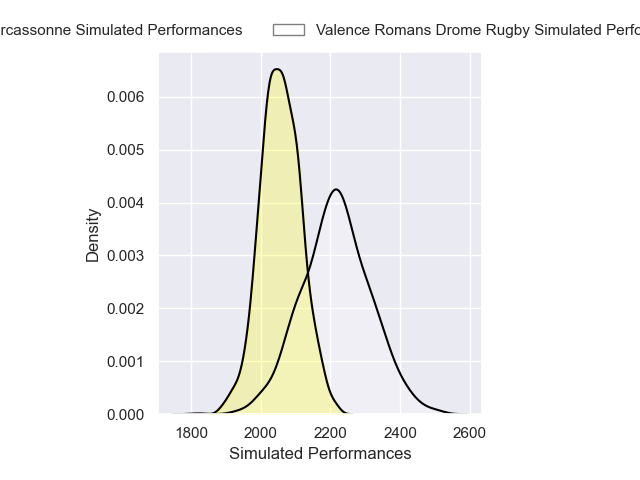 rcassonne Simulated Performances
Valence Romans Drome Rugby Simulated Perfo
0.006
0.005
0.004
0.003
0.002
0.001
0.000
Density
1800 2000 2200 2400 2600
Simulated Performances